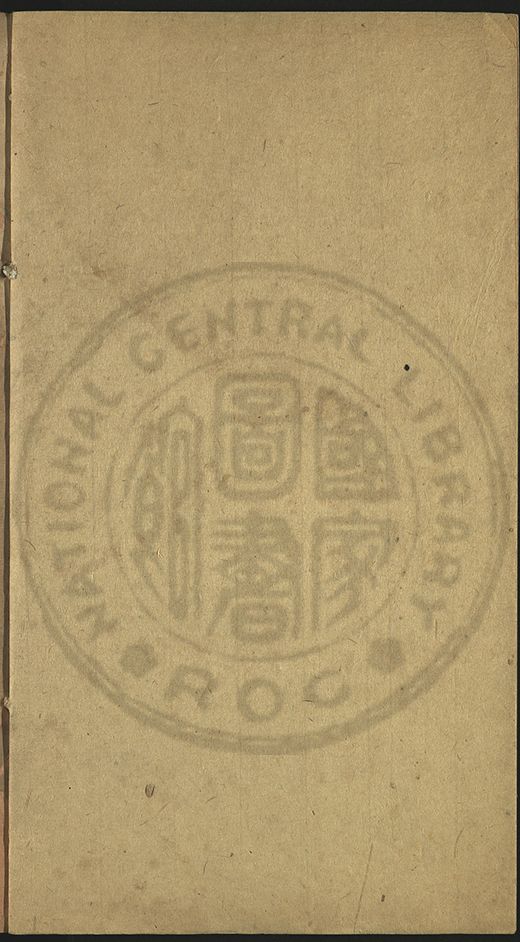 NATIONAL CENTRAL LIBRARY
國家
圖書
館
ROC